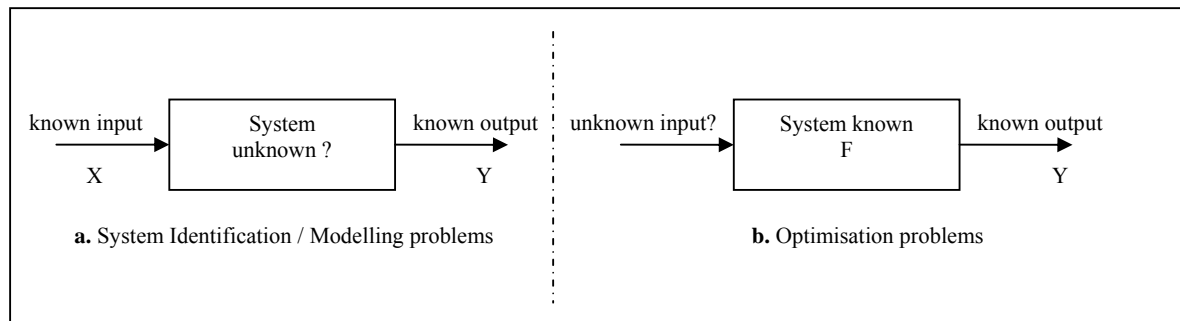 known input
X
System
unknown ?
known output
Y
a. System Identification / Modelling problems
unknown input?
System known
F
known output
Y
b. Optimisation problems